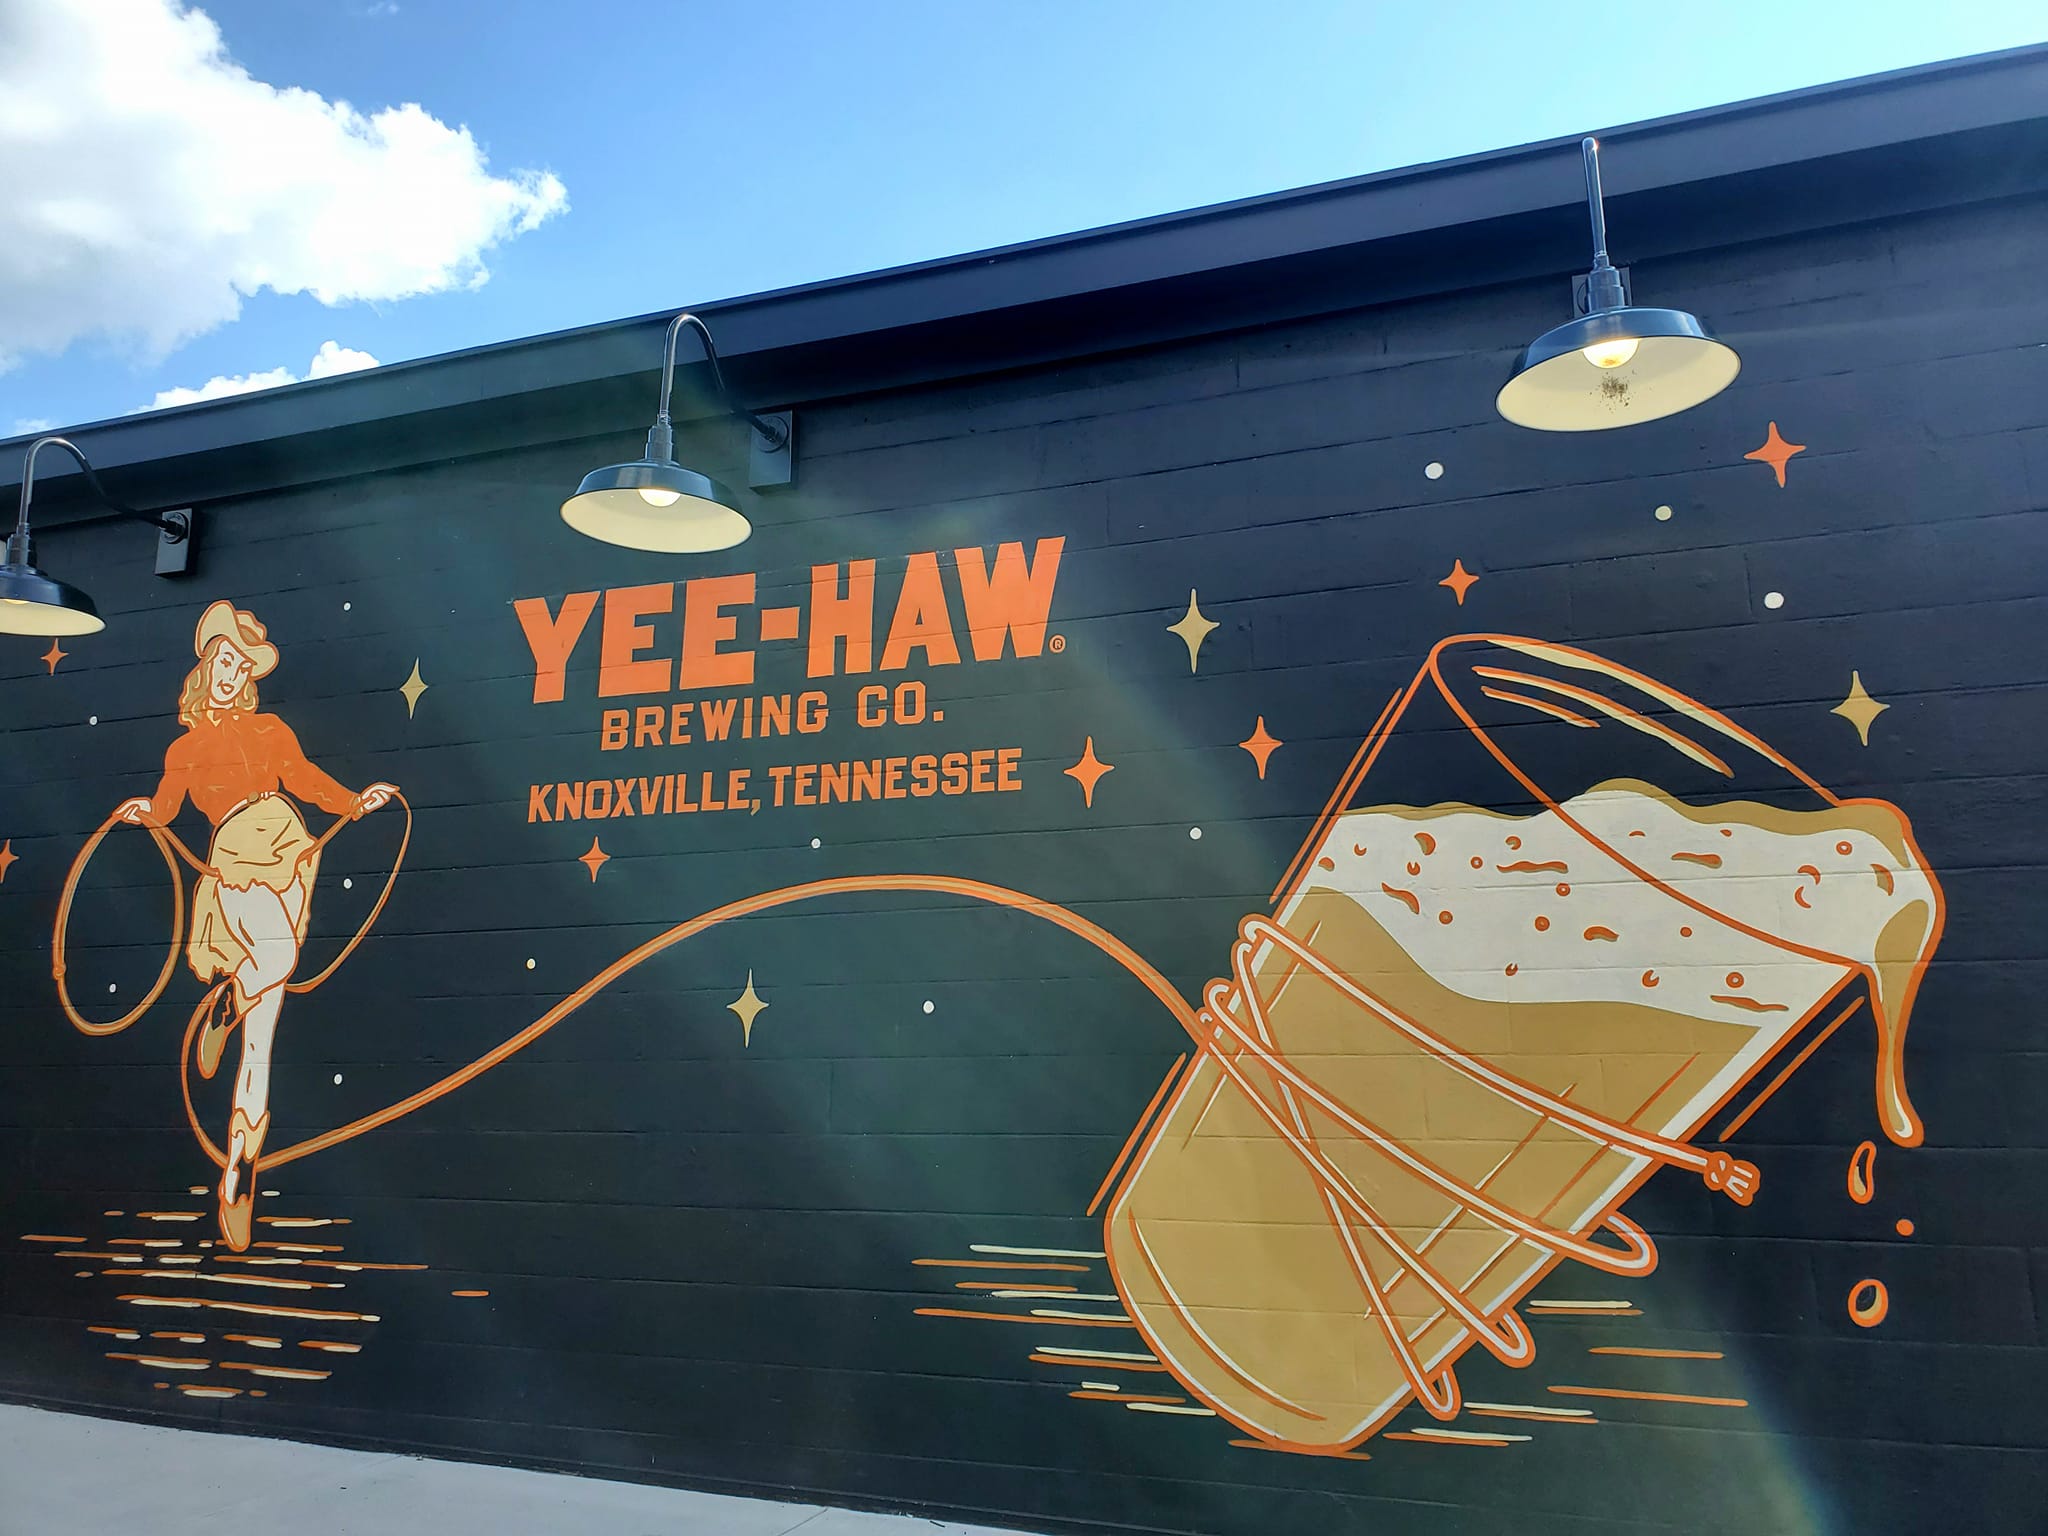 YEE-HAW®
BREWING CO.
KNOXVILLE, TENNESSEE